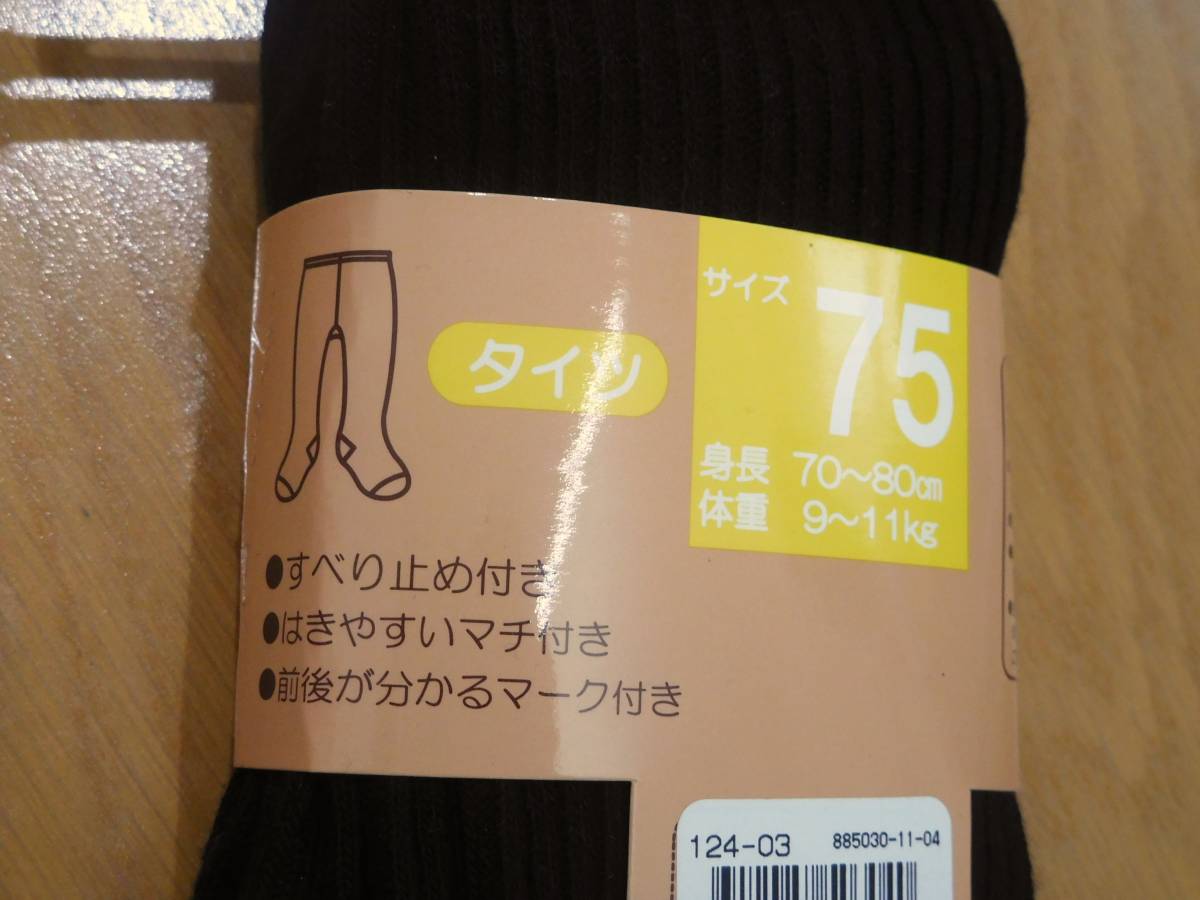 サイズ
75
タイツ
身長 70～80cm
体重 9～11kg
●すべり止め付き
●はきやすいマチ付き
●前後が分かるマーク付き
124-03 885030-11-04